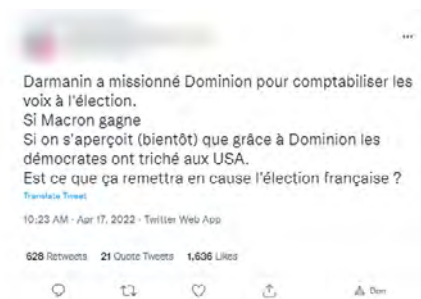 Darmanin a missionné Dominion pour comptabiliser les
voix à l'élection.
Si Macron gagne
Si on s'aperçoit (bientôt) que grâce à Dominion les
démocrates ont triché aux USA.
Est ce que ça remettra en cause l'élection française ?
Translate Tweet
10:23 AM · Apr 17, 2022 · Twitter Web App
628 Retweets 21 Quote Tweets 1,636 Likes